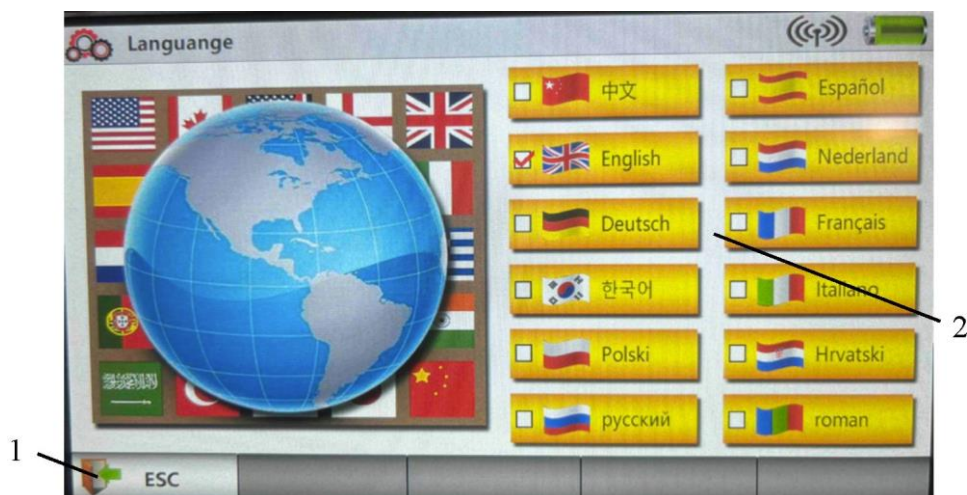 Languange
中文
Español
English
Nederland
Deutsch
Français
한국어
Italiano
Polski
Hrvatski
русский
roman
2
1
ESC